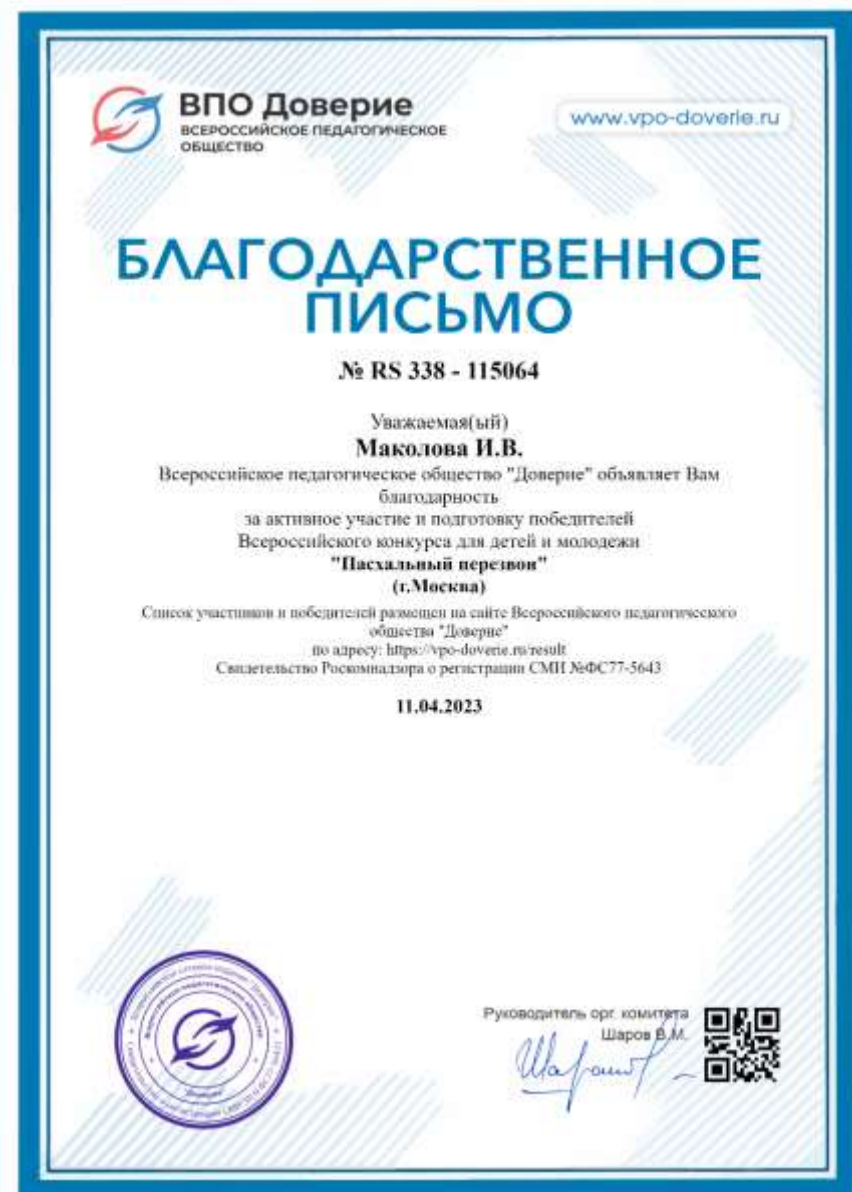 ВПО Доверие
ВСЕРОССИЙСКОЕ ПЕДАГОГИЧЕСКОЕ
ОБЩЕСТВО
www.vpo-doverie.ru
БЛАГОДАРСТВЕННОЕ
ПИСЬМО
№ RS 338 - 115064
Уважаемая(ый)
Маколова И.В.
Всероссийское педагогическое общество "Доверие" объявляет Вам
благодарность
за активное участие и подготовку победителей
Всероссийского конкурса для детей и молодежи
"Пасхальный перезвон"
(г.Москва)
Список участников и победителей размещен на сайте Всероссийского педагогического
общества "Доверие"
по адресу: https://vpo-doverie.ru/result
Свидетельство Роскомнадзора о регистрации СМИ №ФС77-5643
11.04.2023
Руководитель орг. комитета
Шаров В.М.